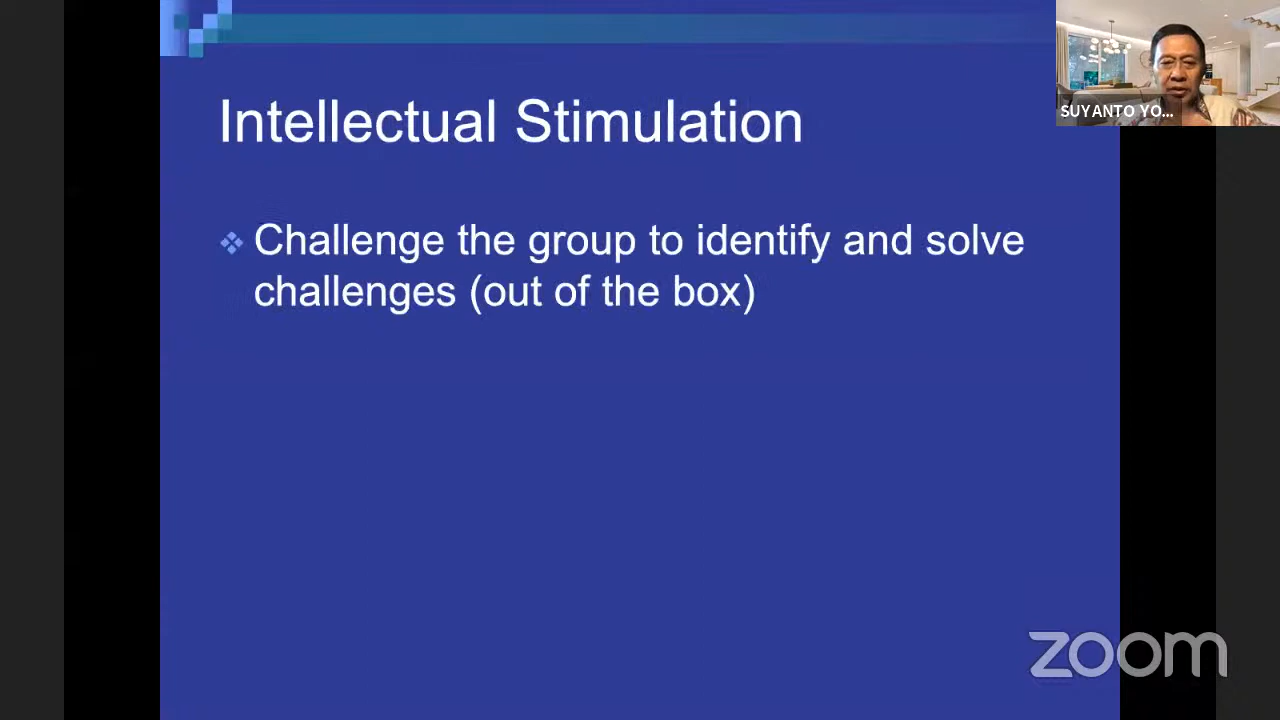 SUYANTO YO...
Intellectual Stimulation
Challenge the group to identify and solve
challenges (out of the box)
zoom